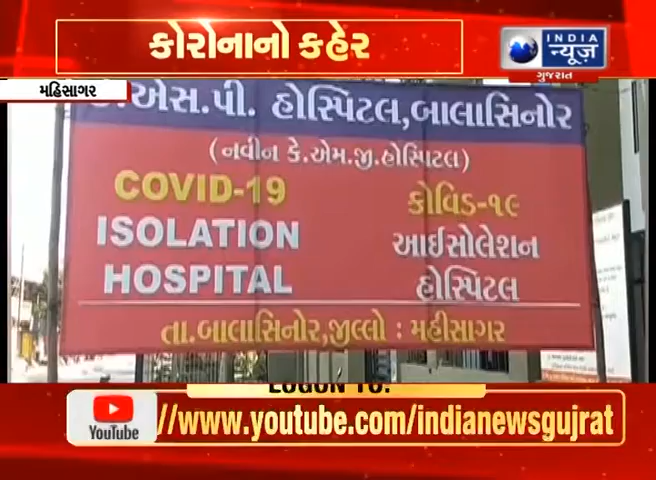 કોરોનાનો કહેર
INDIA
ન્યૂઝ
ગુજરાત
મહિસાગર
.એસ.પી. હોસ્પિટલ,બાલાસિનોર
(નવીન કે.એમ.જી.હોસ્પિટલ)
COVID-19
ISOLATION
HOSPITAL
કોવિડ-૧૯
આઈસોલેશન
હોસ્પિટલ
તા.બાલાસિનોર,જીલ્લો : મહીસાગર
LOGON TO:
YouTube
//www.youtube.com/indianewsgujrat